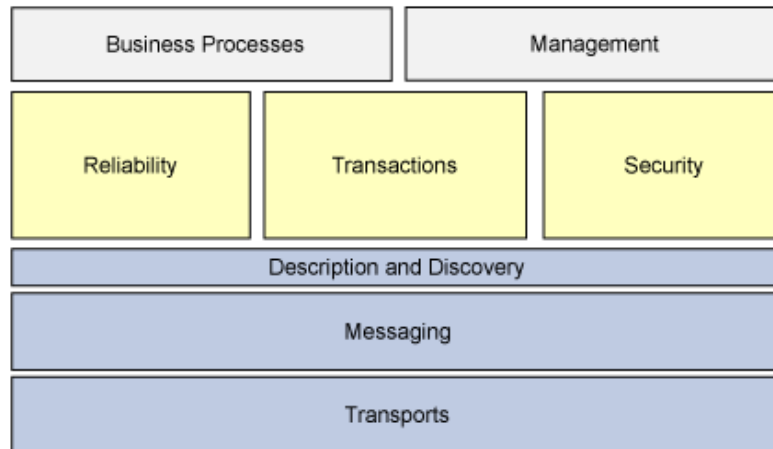 Business Processes
Management
Reliability
Transactions
Security
Description and Discovery
Messaging
Transports